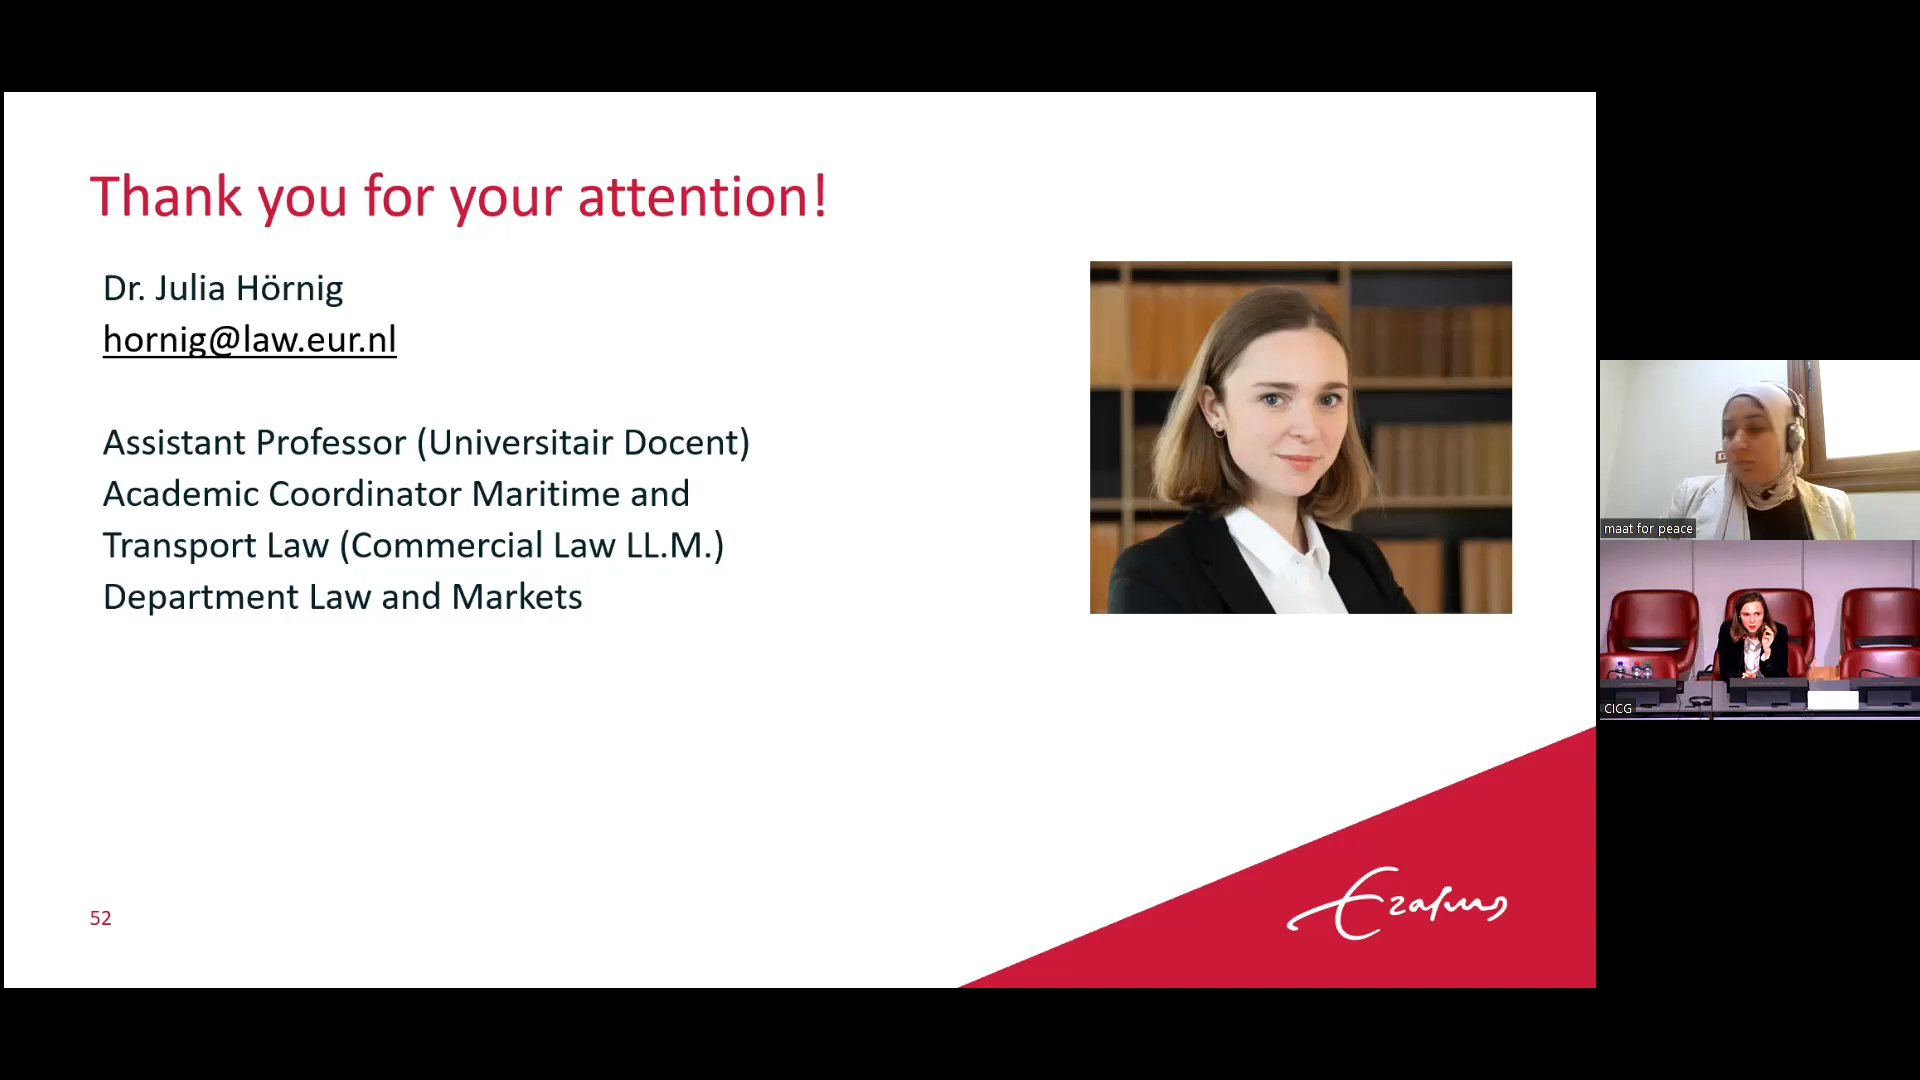 Thank you for your attention!
Dr. Julia Hörnig
hornig@law.eur.nl
Assistant Professor (Universitair Docent)
Academic Coordinator Maritime and
Transport Law (Commercial Law LL.M.)
Department Law and Markets
52
Erasmus
maat for peace
CICG